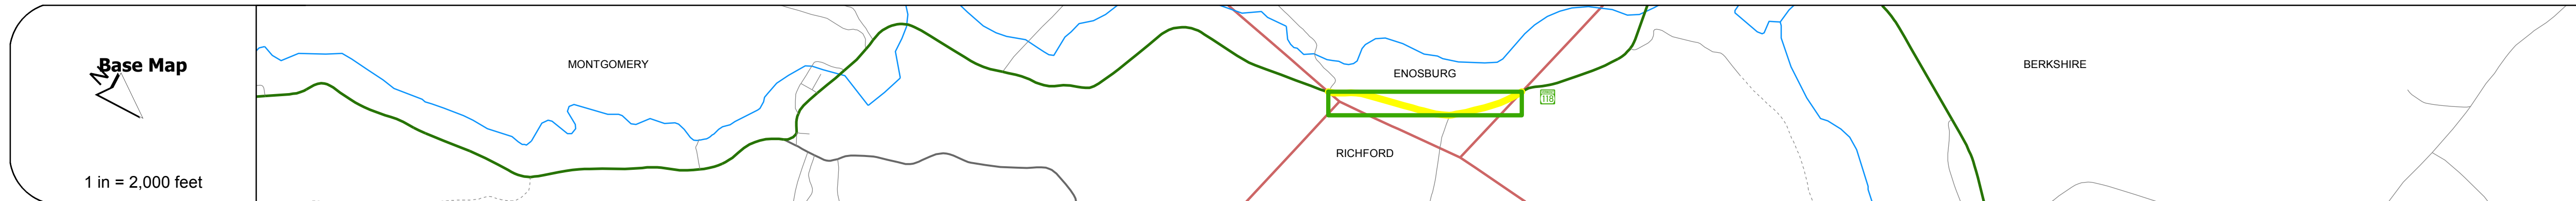 Base Map
N
1 in = 2,000 feet
MONTGOMERY
ENOSBURG
118
RICHFORD
BERKSHIRE